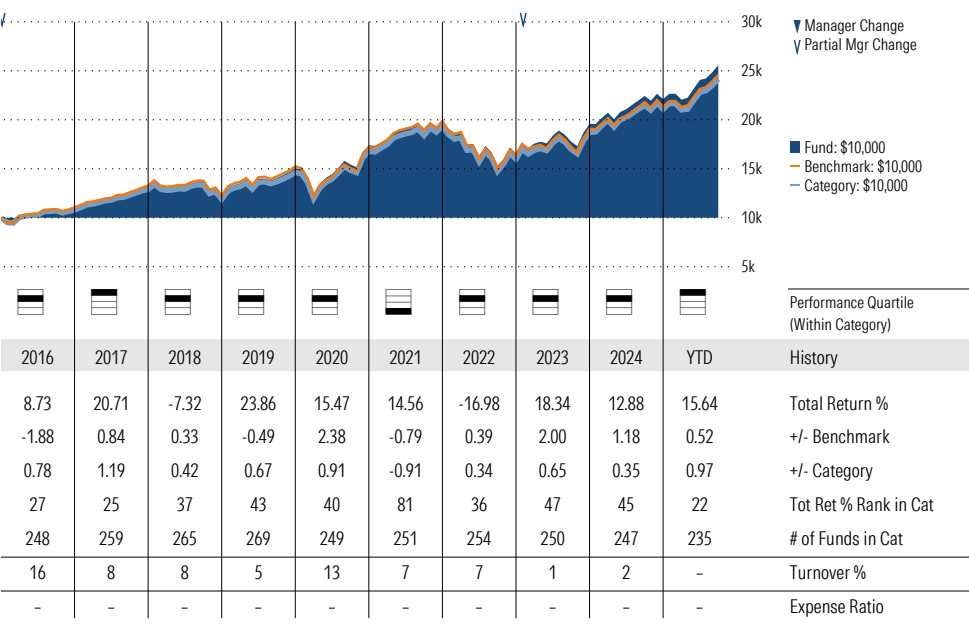 30k
25k
20k
15k
10k
5k
▼ Manager Change
∨ Partial Mgr Change
Fund: $10,000
Benchmark: $10,000
Category: $10,000
Performance Quartile
(Within Category)
2016 2017 2018 2019 2020 2021 2022 2023 2024 YTD History
8.73 20.71 -7.32 23.86 15.47 14.56 -16.98 18.34 12.88 15.64 Total Return %
-1.88 0.84 0.33 -0.49 2.38 -0.79 0.39 2.00 1.18 0.52 +/- Benchmark
0.78 1.19 0.42 0.67 0.91 -0.91 0.34 0.65 0.35 0.97 +/- Category
27 25 37 43 40 81 36 47 45 22 Tot Ret % Rank in Cat
248 259 265 269 249 251 254 250 247 235 # of Funds in Cat
16 8 8 5 13 7 7 1 2 – Turnover %
– – – – – – – – – – Expense Ratio